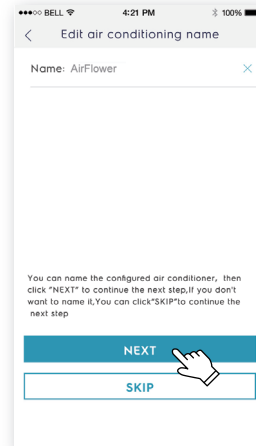 BELL 4:21 PM 100%
Edit air conditioning name
Name: AirFlower
You can name the configured air conditioner, then
click "NEXT" to continue the next step,If you don't
want to name it,You can click"SKIP"to continue the
next step
NEXT
SKIP